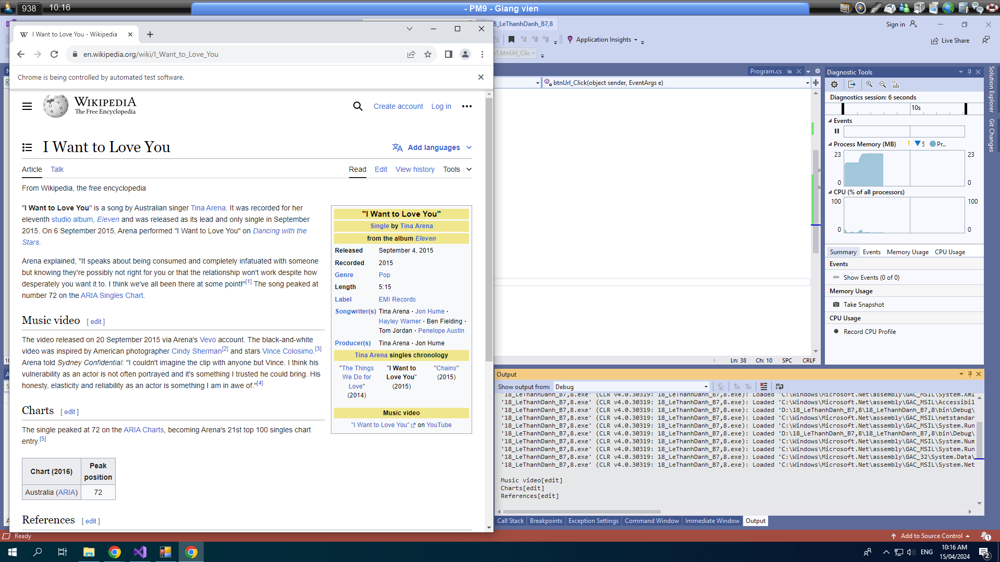 938
10:16
- PM9 - Giang vien
I Want to Love You - Wikipedia
en.wikipedia.org/wiki/I_Want_to_Love_You
Chrome is being controlled by automated test software.
WIKIPEDIA
The Free Encyclopedia
Create account
Log in
I Want to Love You
Add languages
Article
Talk
Read
Edit
View history
Tools
From Wikipedia, the free encyclopedia
"I Want to Love You" is a song by Australian singer Tina Arena. It was recorded for her
eleventh studio album, Eleven and was released as its lead and only single in September
2015. On 6 September 2015, Arena performed "I Want to Love You" on Dancing with the
Stars.
Arena explained, "It speaks about being consumed and completely infatuated with someone
but knowing they're possibly not right for you or that the relationship won't work despite how
desperately you want it to. I think we've all been there at some point!"[1] The song peaked at
number 72 on the ARIA Singles Chart.
Music video [ edit ]
The video released on 20 September 2015 via Arena's Vevo account. The black-and-white
video was inspired by American photographer Cindy Sherman[2] and stars Vince Colosimo.[3]
Arena told Sydney Confidential: "I couldn't imagine the clip with anyone but Vince. I think his
vulnerability as an actor is not often portrayed and it's something I trusted he could bring. His
honesty, elasticity and reliability as an actor is something I am in awe of."[4]
Charts [ edit ]
The single peaked at 72 on the ARIA Charts, becoming Arena's 21st top 100 singles chart
entry.[5]
Chart (2016) Peak
position
Australia (ARIA) 72
References [ edit ]
"I Want to Love You"
Single by Tina Arena
from the album Eleven
Released September 4, 2015
Recorded 2015
Genre Pop
Length 5:15
Label EMI Records
Songwriter(s) Tina Arena · Jon Hume ·
Hayley Warner · Ben Fielding ·
Tom Jordan · Penelope Austin
Producer(s) Tina Arena · Jon Hume
Tina Arena singles chronology
"The Things
We Do for
Love"
(2014)
"I Want to
Love You"
(2015)
"Chains"
(2015)
Music video
"I Want to Love You" on YouTube
8_LeThanhDanh_B7,8
Sign in
Application Insights
Live Share
1.btnUrl_Clic
Program.cs
btnUrl_Click(object sender, EventArgs e)
Ln: 38 Ch: 10 SPC CRLF
Diagnostic Tools
Diagnostics session: 6 seconds
10s
Events
Process Memory (MB)
S
Pr..
23
23
0
0
CPU (% of all processors)
100
100
0
0
Summary
Events
Memory Usage
CPU Usage
Events
Show Events (0 of 0)
Memory Usage
Take Snapshot
CPU Usage
Record CPU Profile
Solution Explorer
Git Changes
Output
Show output from: Debug
'18_LeThanhDanh_B7,8.exe' (CLR v4.0.30319: 18_LeThanhDanh_B7,8.exe): Loaded 'C:\Windows\Microsoft.Net\assembly\GAC_MSIL\System.Xml
'18_LeThanhDanh_B7,8.exe' (CLR v4.0.30319: 18_LeThanhDanh_B7,8.exe): Loaded 'C:\Windows\Microsoft.Net\assembly\GAC_MSIL\Accessibil
'18_LeThanhDanh_B7,8.exe' (CLR v4.0.30319: 18_LeThanhDanh_B7,8.exe): Loaded 'D:\18_LeThanhDanh_B7,8\18_LeThanhDanh_B7,8\bin\Debug\
'18_LeThanhDanh_B7,8.exe' (CLR v4.0.30319: 18_LeThanhDanh_B7,8.exe): Loaded 'C:\Windows\Microsoft.Net\assembly\GAC_MSIL\netstandar
'18_LeThanhDanh_B7,8.exe' (CLR v4.0.30319: 18_LeThanhDanh_B7,8.exe): Loaded 'C:\Windows\Microsoft.Net\assembly\GAC_MSIL\System.Run
'18_LeThanhDanh_B7,8.exe' (CLR v4.0.30319: 18_LeThanhDanh_B7,8.exe): Loaded 'D:\18_LeThanhDanh_B7,8\18_LeThanhDanh_B7,8\bin\Debug\
'18_LeThanhDanh_B7,8.exe' (CLR v4.0.30319: 18_LeThanhDanh_B7,8.exe): Loaded 'C:\Windows\Microsoft.Net\assembly\GAC_MSIL\System.Num
'18_LeThanhDanh_B7,8.exe' (CLR v4.0.30319: 18_LeThanhDanh_B7,8.exe): Loaded 'C:\Windows\Microsoft.Net\assembly\GAC_MSIL\System.Run
'18_LeThanhDanh_B7,8.exe' (CLR v4.0.30319: 18_LeThanhDanh_B7,8.exe): Loaded 'C:\Windows\Microsoft.Net\assembly\GAC_32\System.Data\
'18_LeThanhDanh_B7,8.exe' (CLR v4.0.30319: 18_LeThanhDanh_B7,8.exe): Loaded 'C:\Windows\Microsoft.Net\assembly\GAC_MSIL\System.Net
Music video[edit]
Charts[edit]
References[edit]
Call Stack
Breakpoints
Exception Settings
Command Window
Immediate Window
Output
Ready
Add to Source Control
1
ENG
10:16 AM
15/04/2024
2